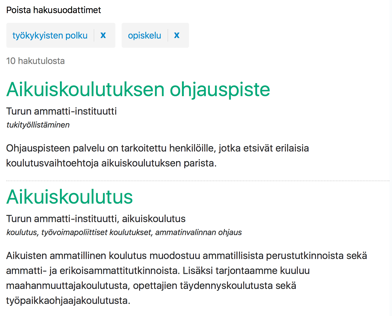 Poista hakusuodattimet
työkykyisten polku x opiskelu x
10 hakutulosta
Aikuiskoulutuksen ohjauspiste
Turun ammatti-instituutti
tukityöllistäminen
Ohjauspisteen palvelu on tarkoitettu henkilöille, jotka etsivät erilaisia
koulutusvaihtoehtoja aikuiskoulutuksen parista.
Aikuiskoulutus
Turun ammatti-instituutti, aikuiskoulutus
koulutus, työvoimapoliittiset koulutukset, ammatinvalinnan ohjaus
Aikuisten ammatillinen koulutus muodostuu ammatillisista perustutkinnoista sekä
ammatti- ja erikoisammattitutkinnoista. Lisäksi tarjontaamme kuuluu
maahanmuuttajakoulutusta, opettajien täydennyskoulutusta sekä
työpaikkaohjaajakoulutusta.